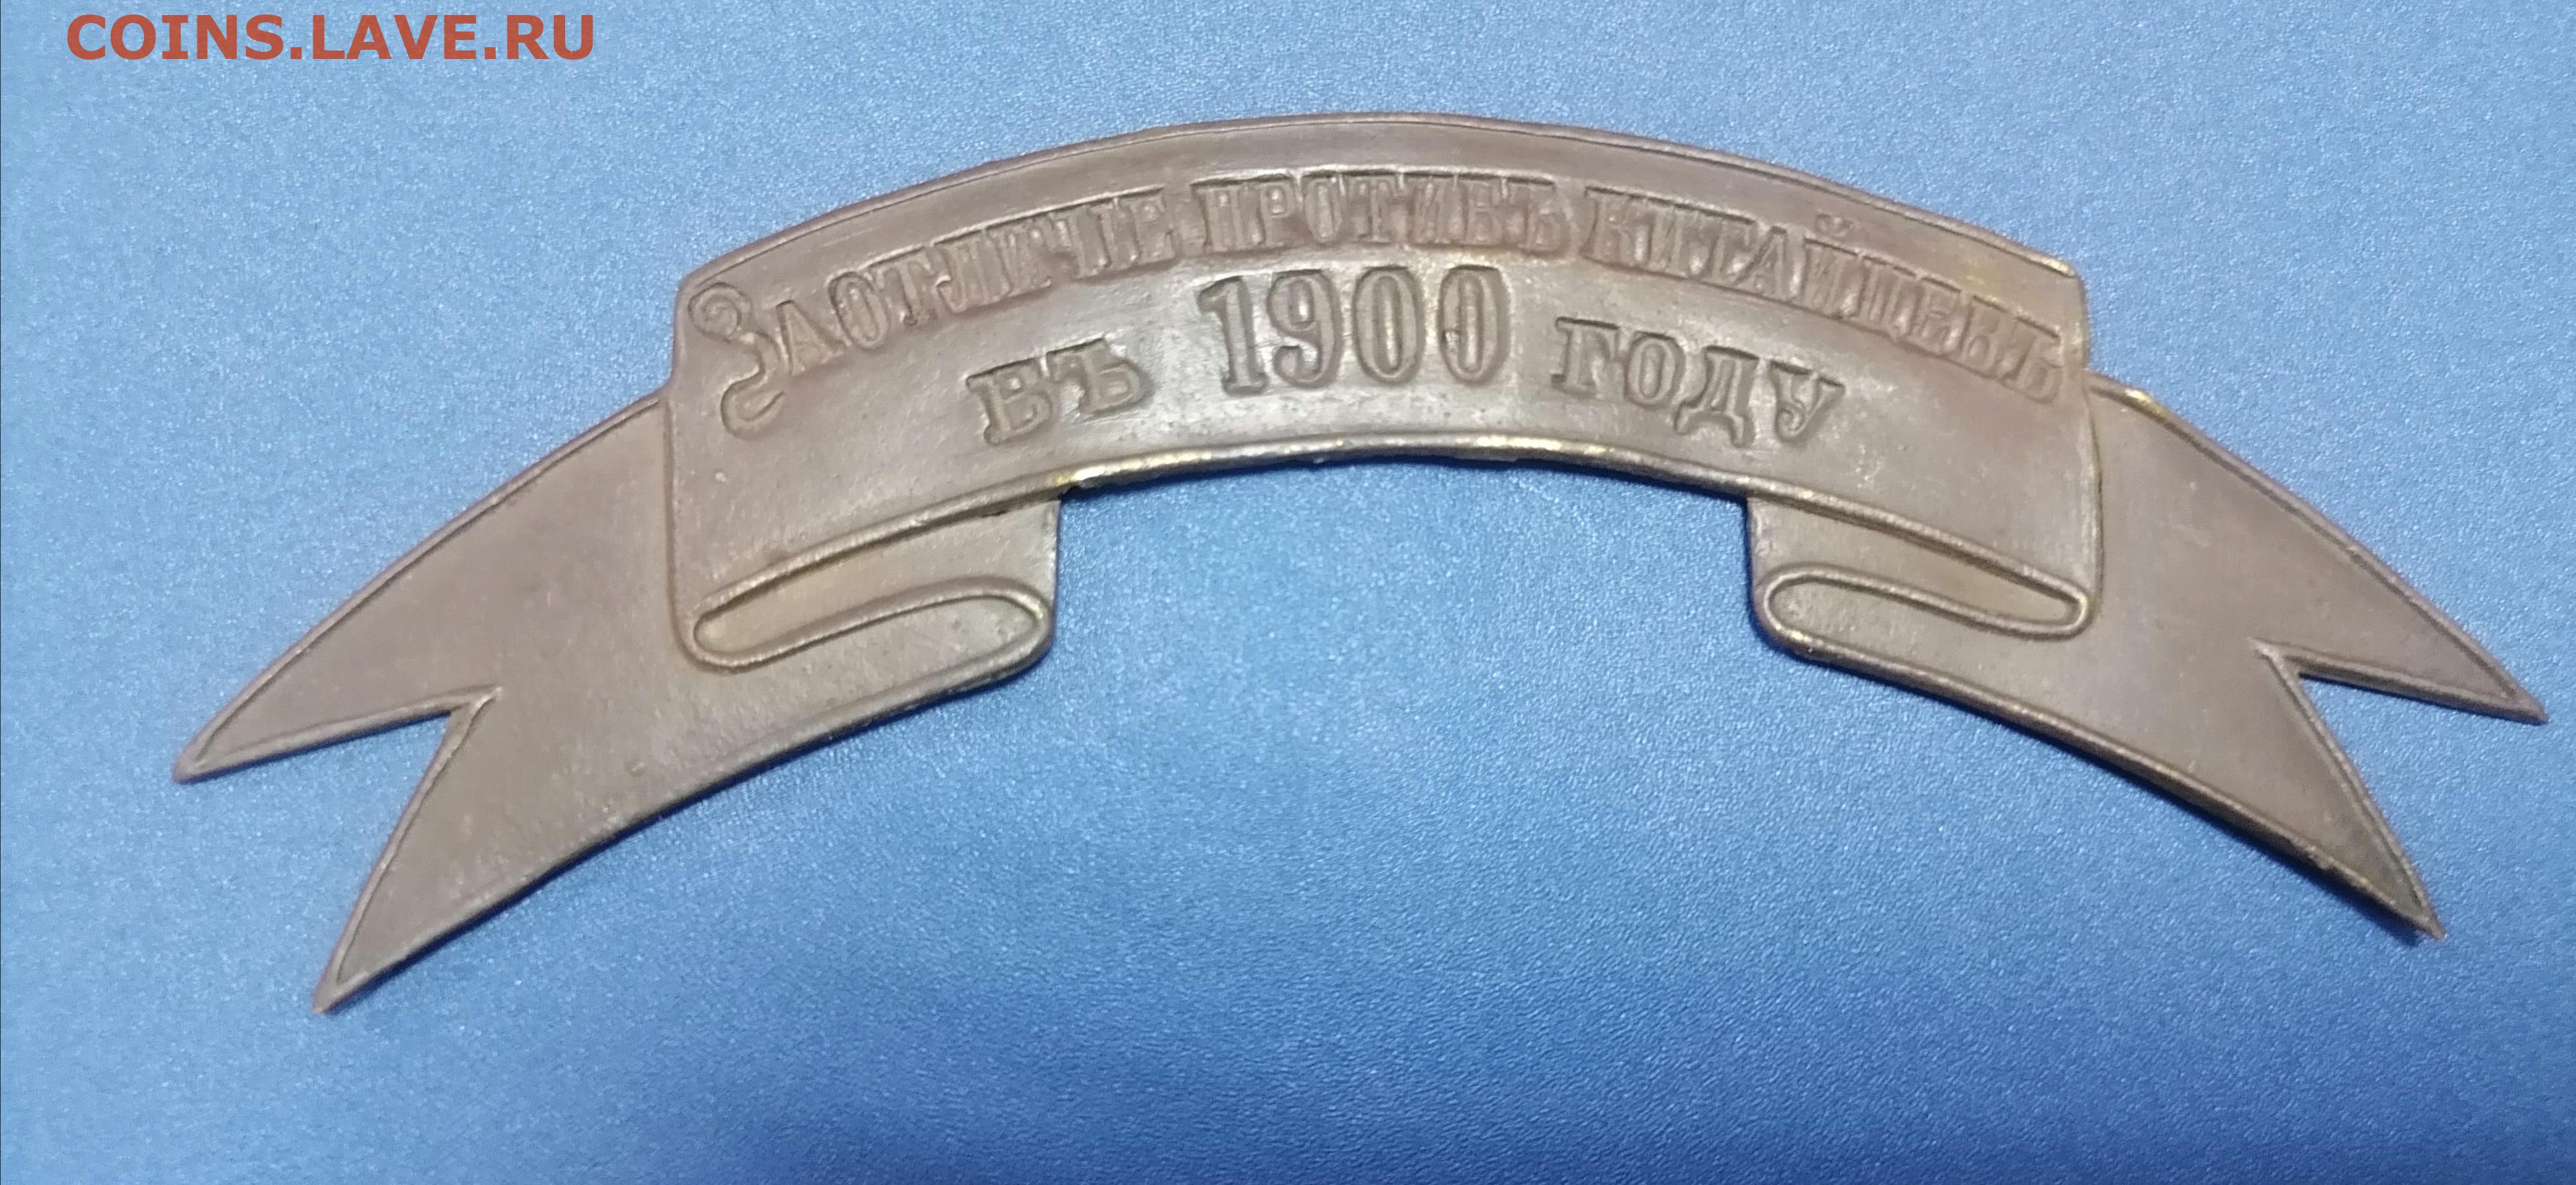 COINS.LAVE.RU
ЗА ОТЛИЧІЕ ПРОТИВЪ КИТАЙЦЕВЪ
ВЪ 1900 ГОДУ